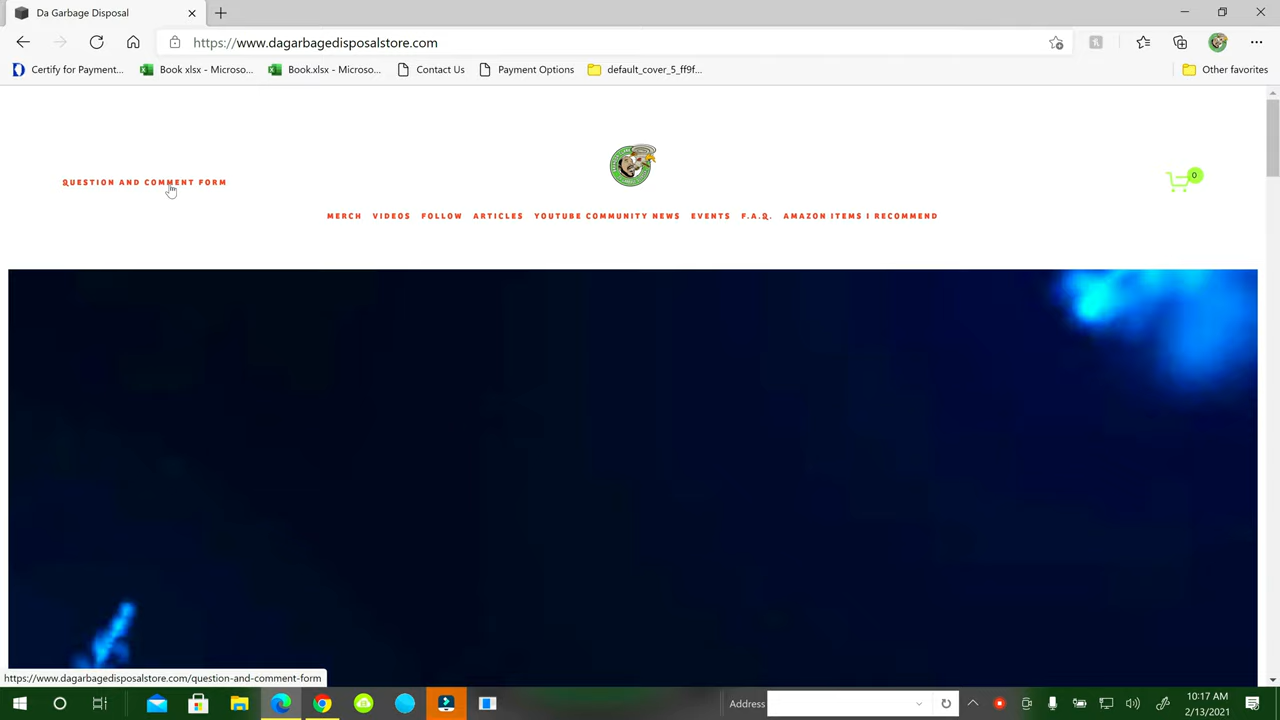 Da Garbage Disposal
https://www.dagarbagedisposalstore.com
Certify for Payment... Book xlsx - Microso... Book.xlsx - Microso... Contact Us Payment Options default_cover_5_ff9f... Other favorites
QUESTION AND COMMENT FORM
0
MERCH VIDEOS FOLLOW ARTICLES YOUTUBE COMMUNITY NEWS EVENTS F.A.Q. AMAZON ITEMS I RECOMMEND
https://www.dagarbagedisposalstore.com/question-and-comment-form
Address
10:17 AM
2/13/2021